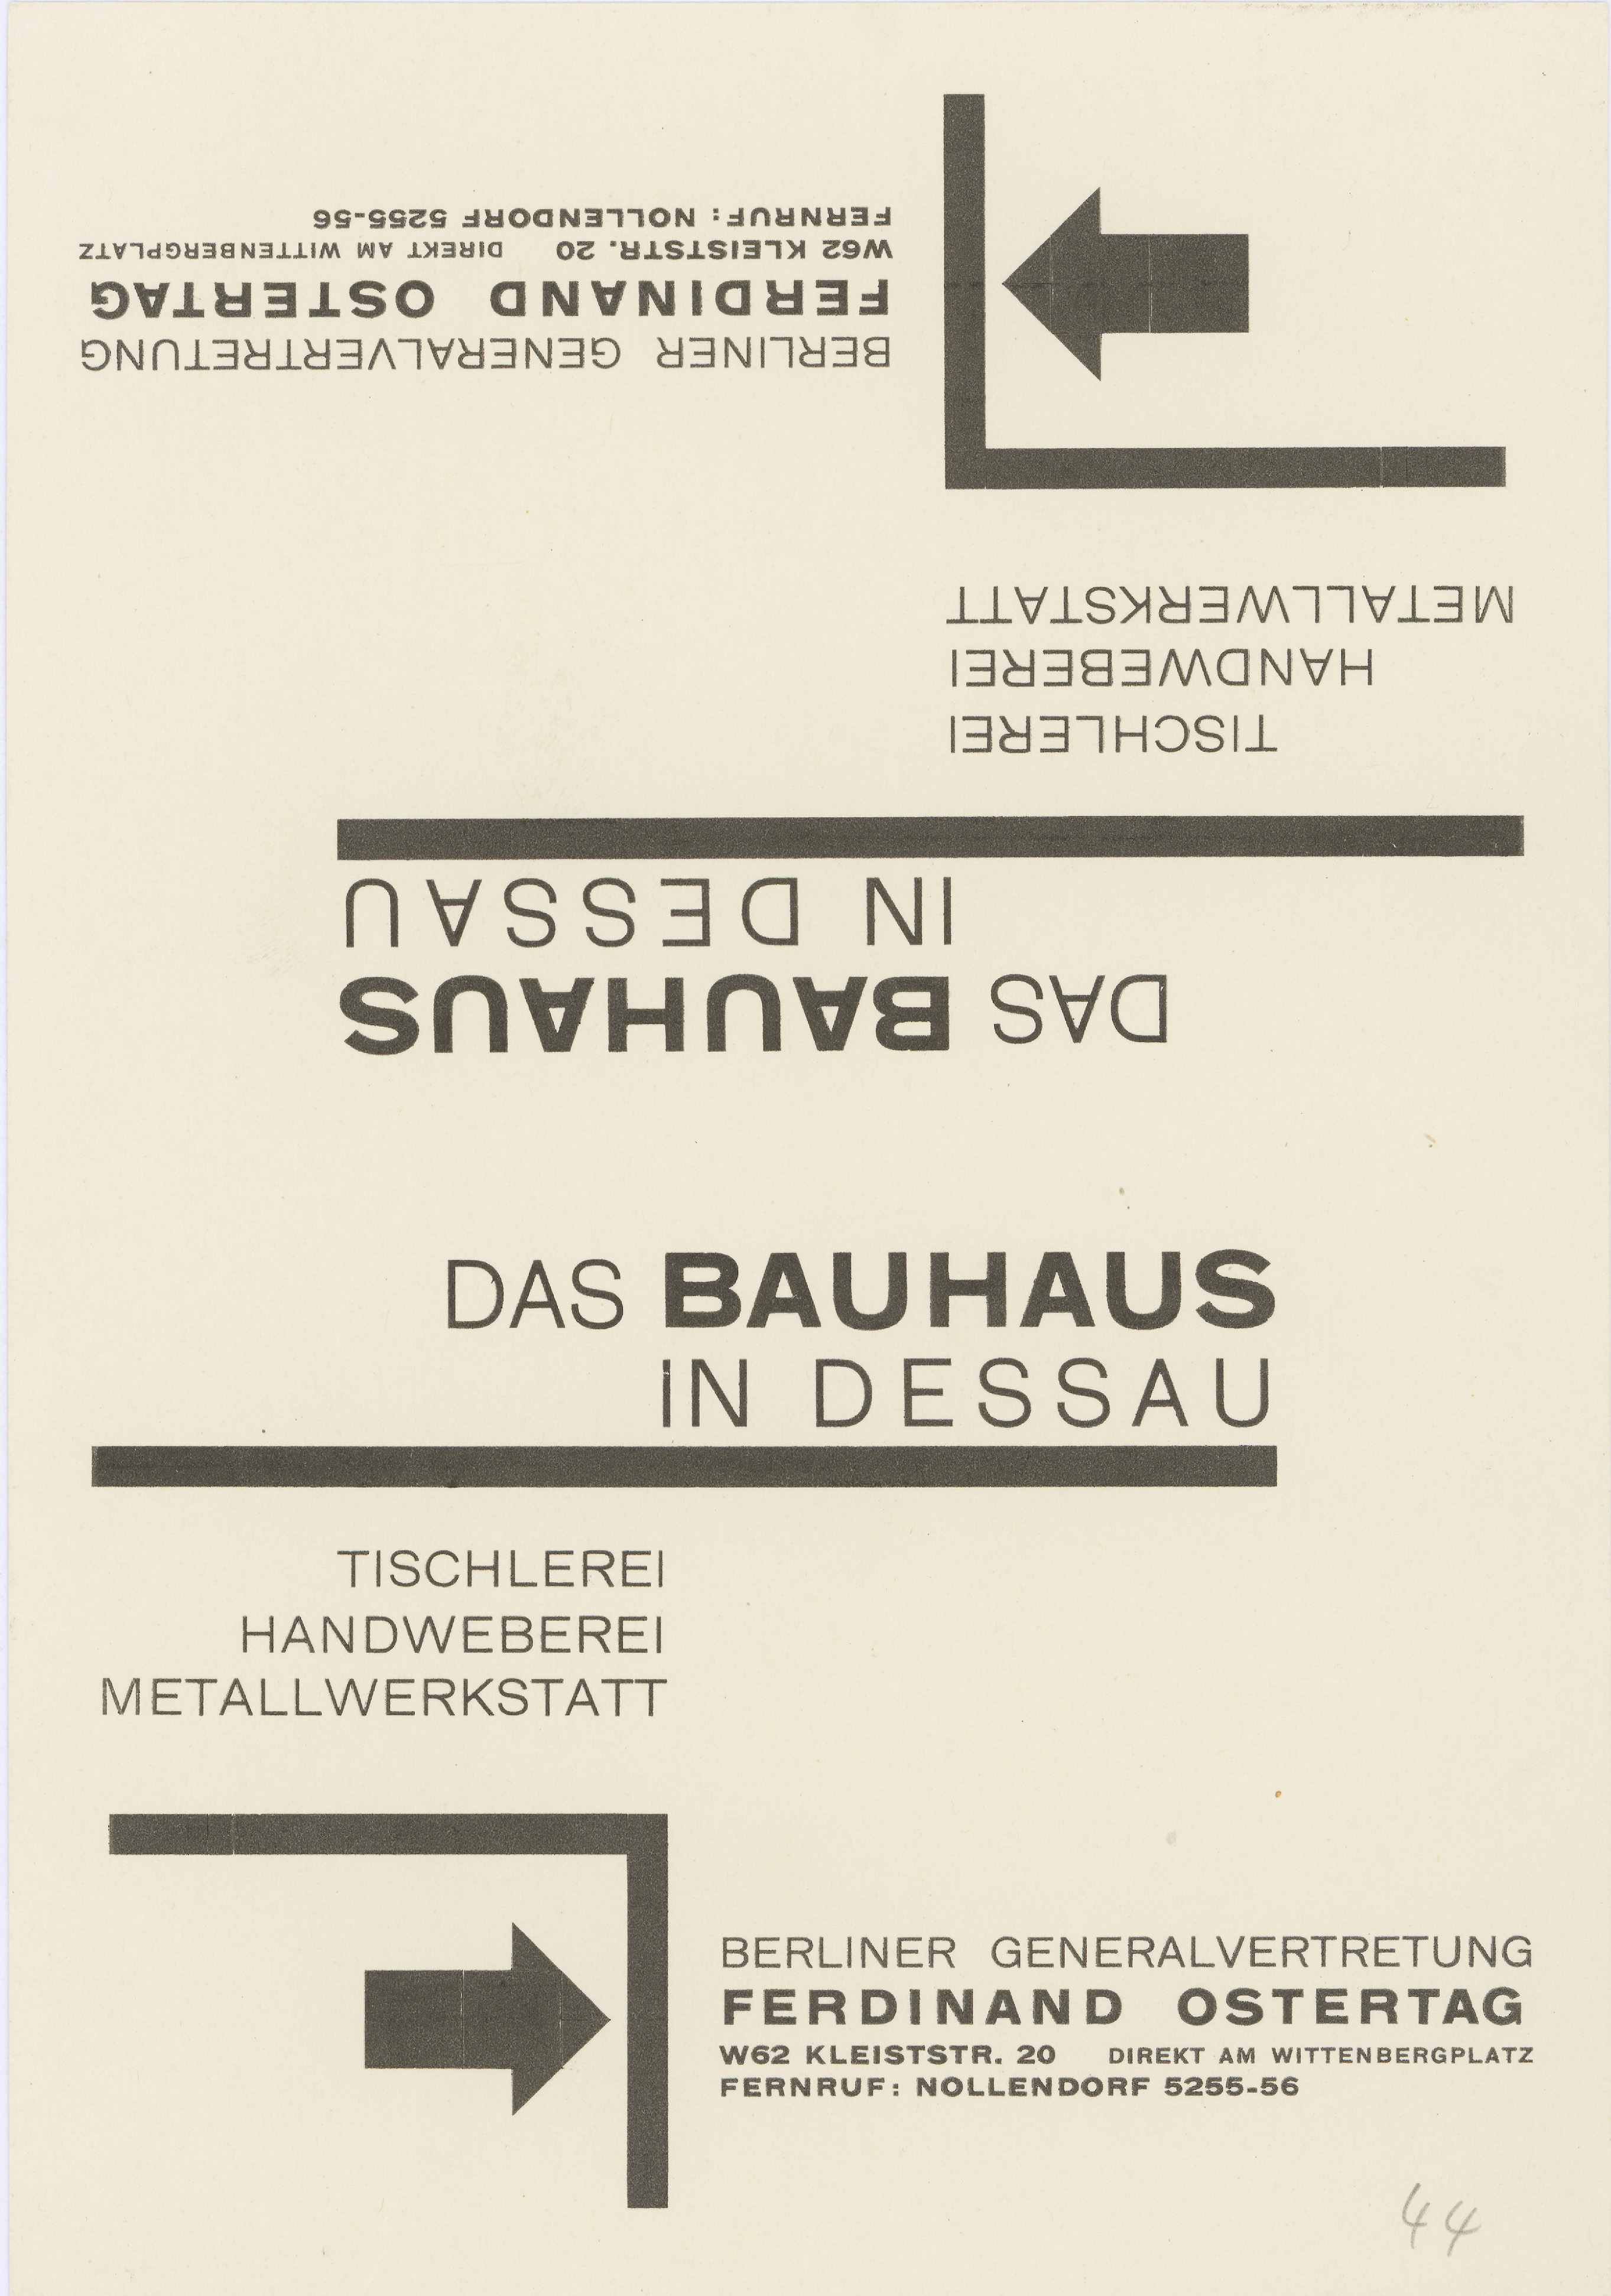 FERNRUF: NOLLENDORF 5255-56
W62 KLEISTSTR. 20 DIREKT AM WITTENBERGPLATZ
FERDINAND OSTERTAG
BERLINER GENERALVERTRETUNG
METALLWERKSTATT
HANDWEBEREI
TISCHLEREI
IN DESSAU
DAS BAUHAUS
DAS BAUHAUS
IN DESSAU
TISCHLEREI
HANDWEBEREI
METALLWERKSTATT
BERLINER GENERALVERTRETUNG
FERDINAND OSTERTAG
W62 KLEISTSTR. 20 DIREKT AM WITTENBERGPLATZ
FERNRUF: NOLLENDORF 5255-56
44